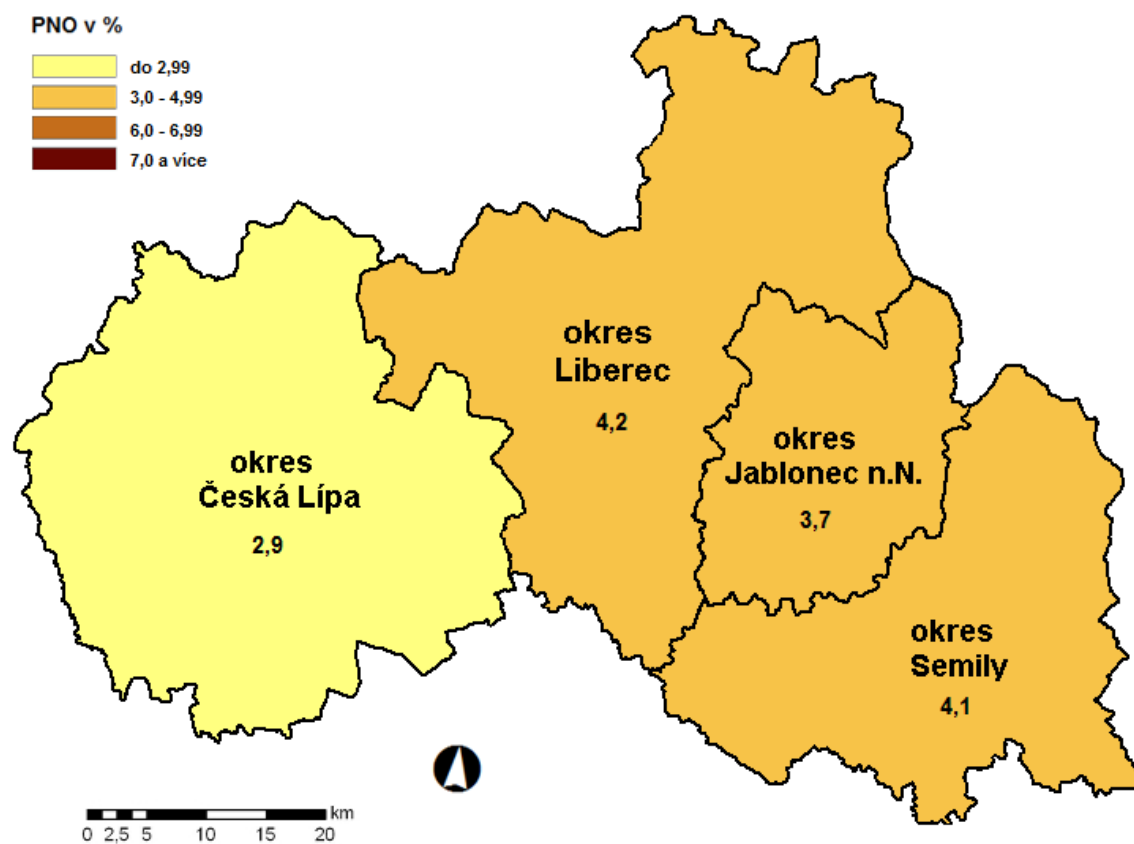 PNO v %
do 2,99
3,0 - 4,99
6,0 - 6,99
7,0 a více
okres
Liberec
4,2
okres
Jablonec n.N.
3,7
okres
Česká Lípa
2,9
okres
Semily
4,1
km
0 2,5 5 10 15 20